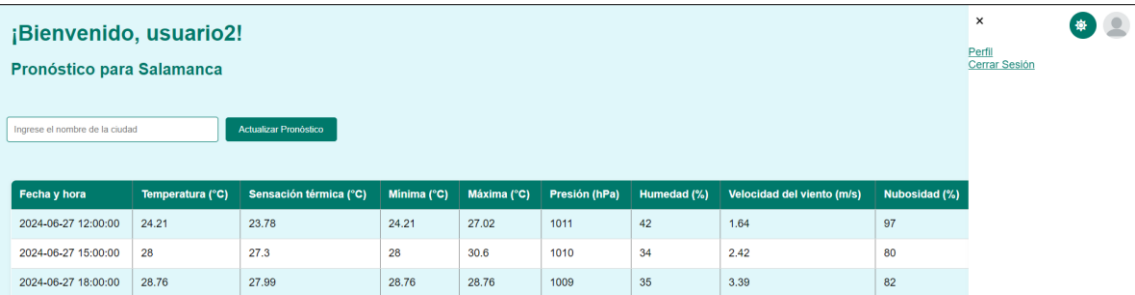 ¡Bienvenido, usuario2!
Pronóstico para Salamanca
Ingrese el nombre de la ciudad
Actualizar Pronóstico
×
Perfil
Cerrar Sesión
Fecha y hora Temperatura (°C) Sensación térmica (°C) Mínima (°C) Máxima (°C) Presión (hPa) Humedad (%) Velocidad del viento (m/s) Nubosidad (%)
2024-06-27 12:00:00 24.21 23.78 24.21 27.02 1011 42 1.64 97
2024-06-27 15:00:00 28 27.3 28 30.6 1010 34 2.42 80
2024-06-27 18:00:00 28.76 27.99 28.76 28.76 1009 35 3.39 82